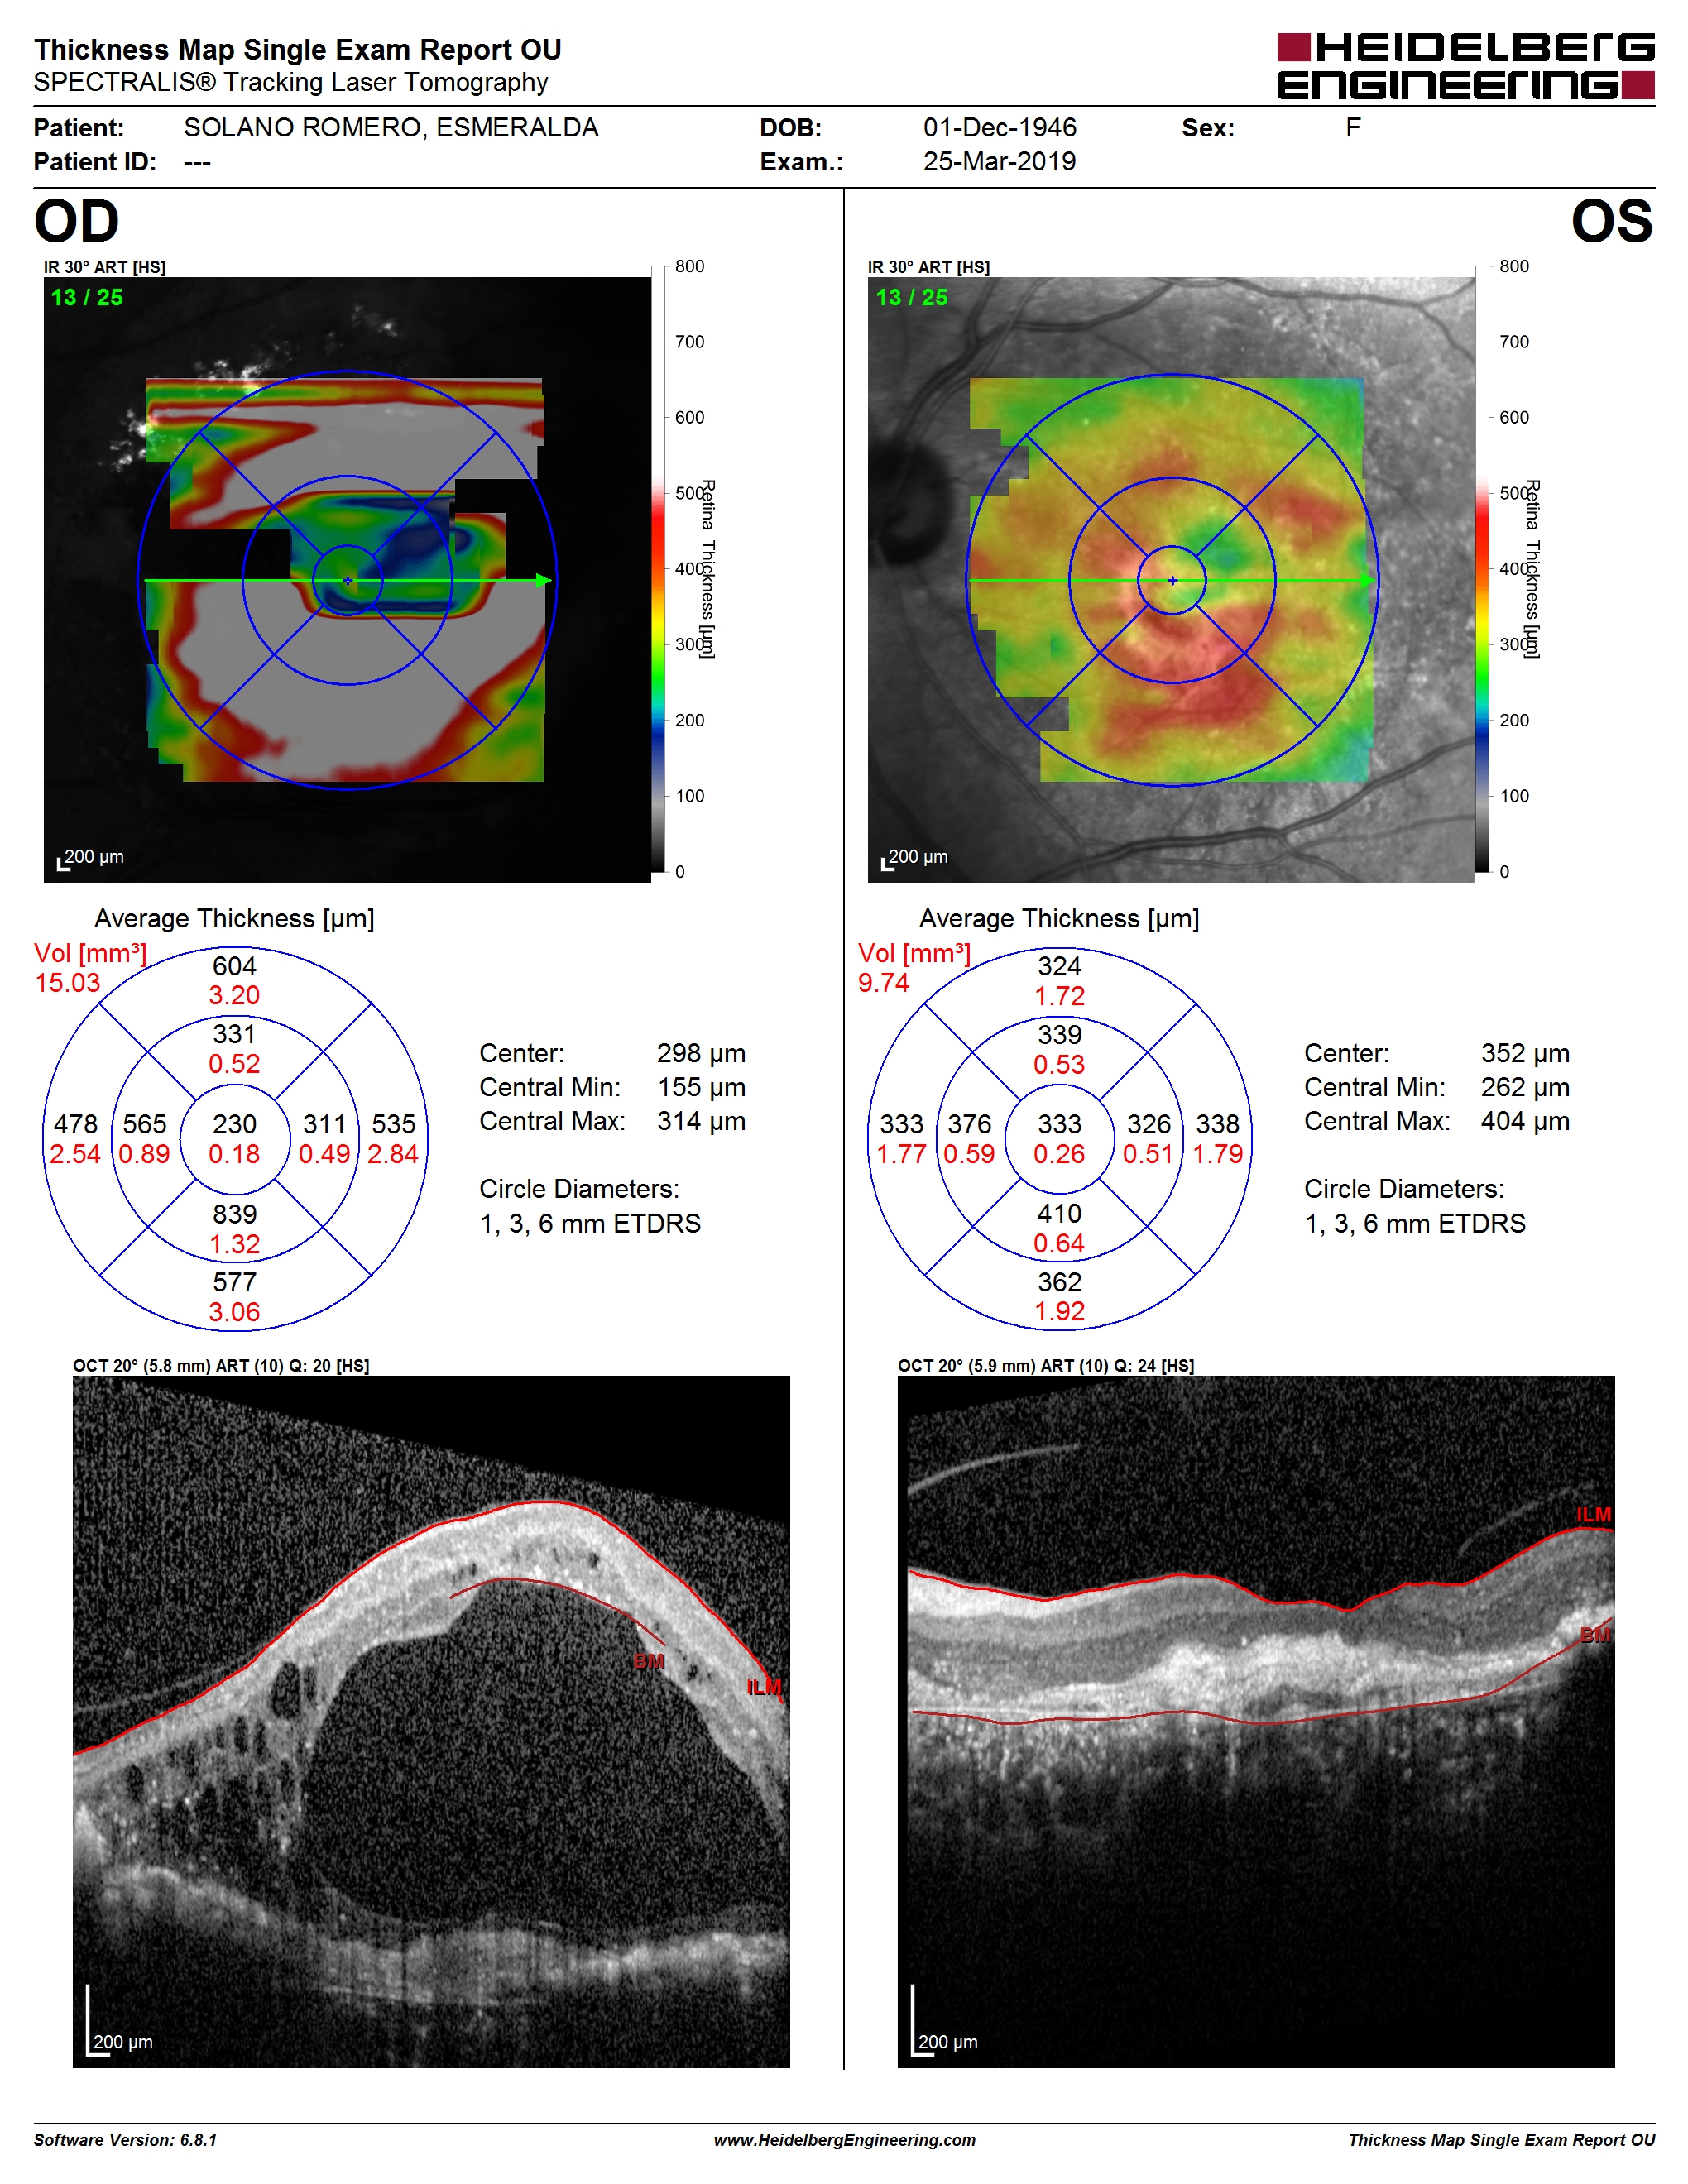 Thickness Map Single Exam Report OU
SPECTRALIS® Tracking Laser Tomography
HEIDELBERG
ENGINEERING
Patient: SOLANO ROMERO, ESMERALDA DOB: 01-Dec-1946 Sex: F
Patient ID: --- Exam.: 25-Mar-2019
OD
IR 30° ART [HS]
13 / 25
200 µm
800
700
600
500
400
300
200
100
0
Retina Thickness [µm]
Average Thickness [µm]
Vol [mm³]
15.03
604
3.20
331
0.52
478 565 230 311 535
2.54 0.89 0.18 0.49 2.84
839
1.32
577
3.06
Center: 298 µm
Central Min: 155 µm
Central Max: 314 µm
Circle Diameters:
1, 3, 6 mm ETDRS
OCT 20° (5.8 mm) ART (10) Q: 20 [HS]
BM
ILM
200 µm
OS
IR 30° ART [HS]
13 / 25
200 µm
800
700
600
500
400
300
200
100
0
Retina Thickness [µm]
Average Thickness [µm]
Vol [mm³]
9.74
324
1.72
339
0.53
333 376 333 326 338
1.77 0.59 0.26 0.51 1.79
410
0.64
362
1.92
Center: 352 µm
Central Min: 262 µm
Central Max: 404 µm
Circle Diameters:
1, 3, 6 mm ETDRS
OCT 20° (5.9 mm) ART (10) Q: 24 [HS]
ILM
BM
200 µm
Software Version: 6.8.1 www.HeidelbergEngineering.com Thickness Map Single Exam Report OU